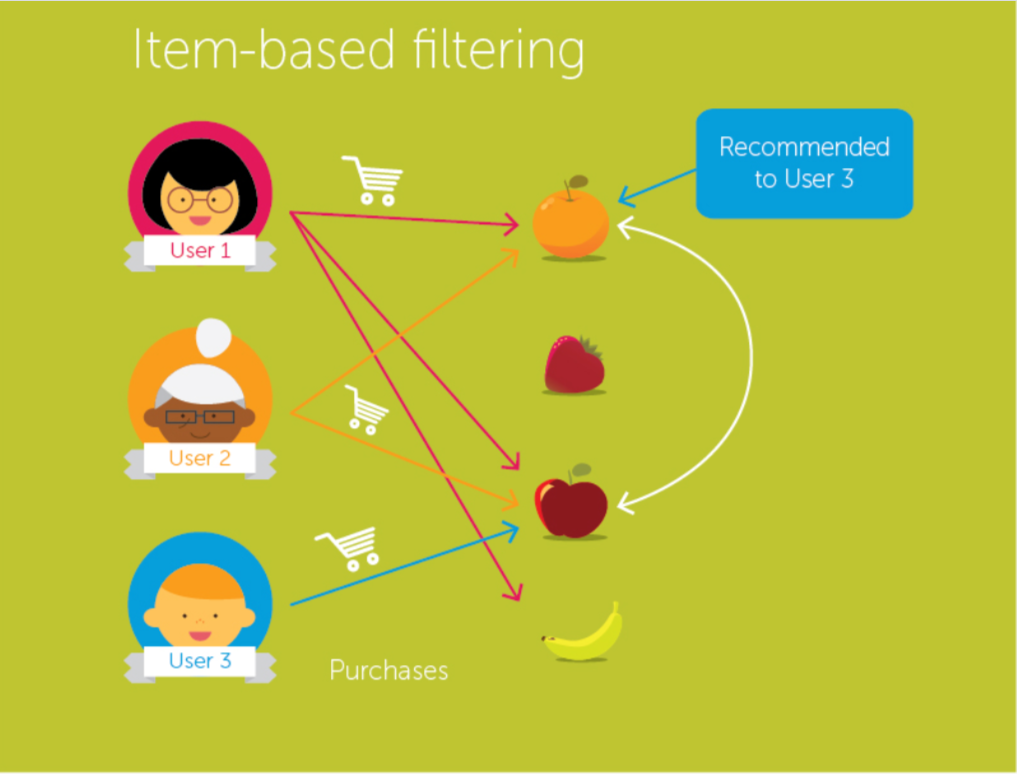 Item-based filtering
Recommended
to User 3
User 1
User 2
User 3
Purchases